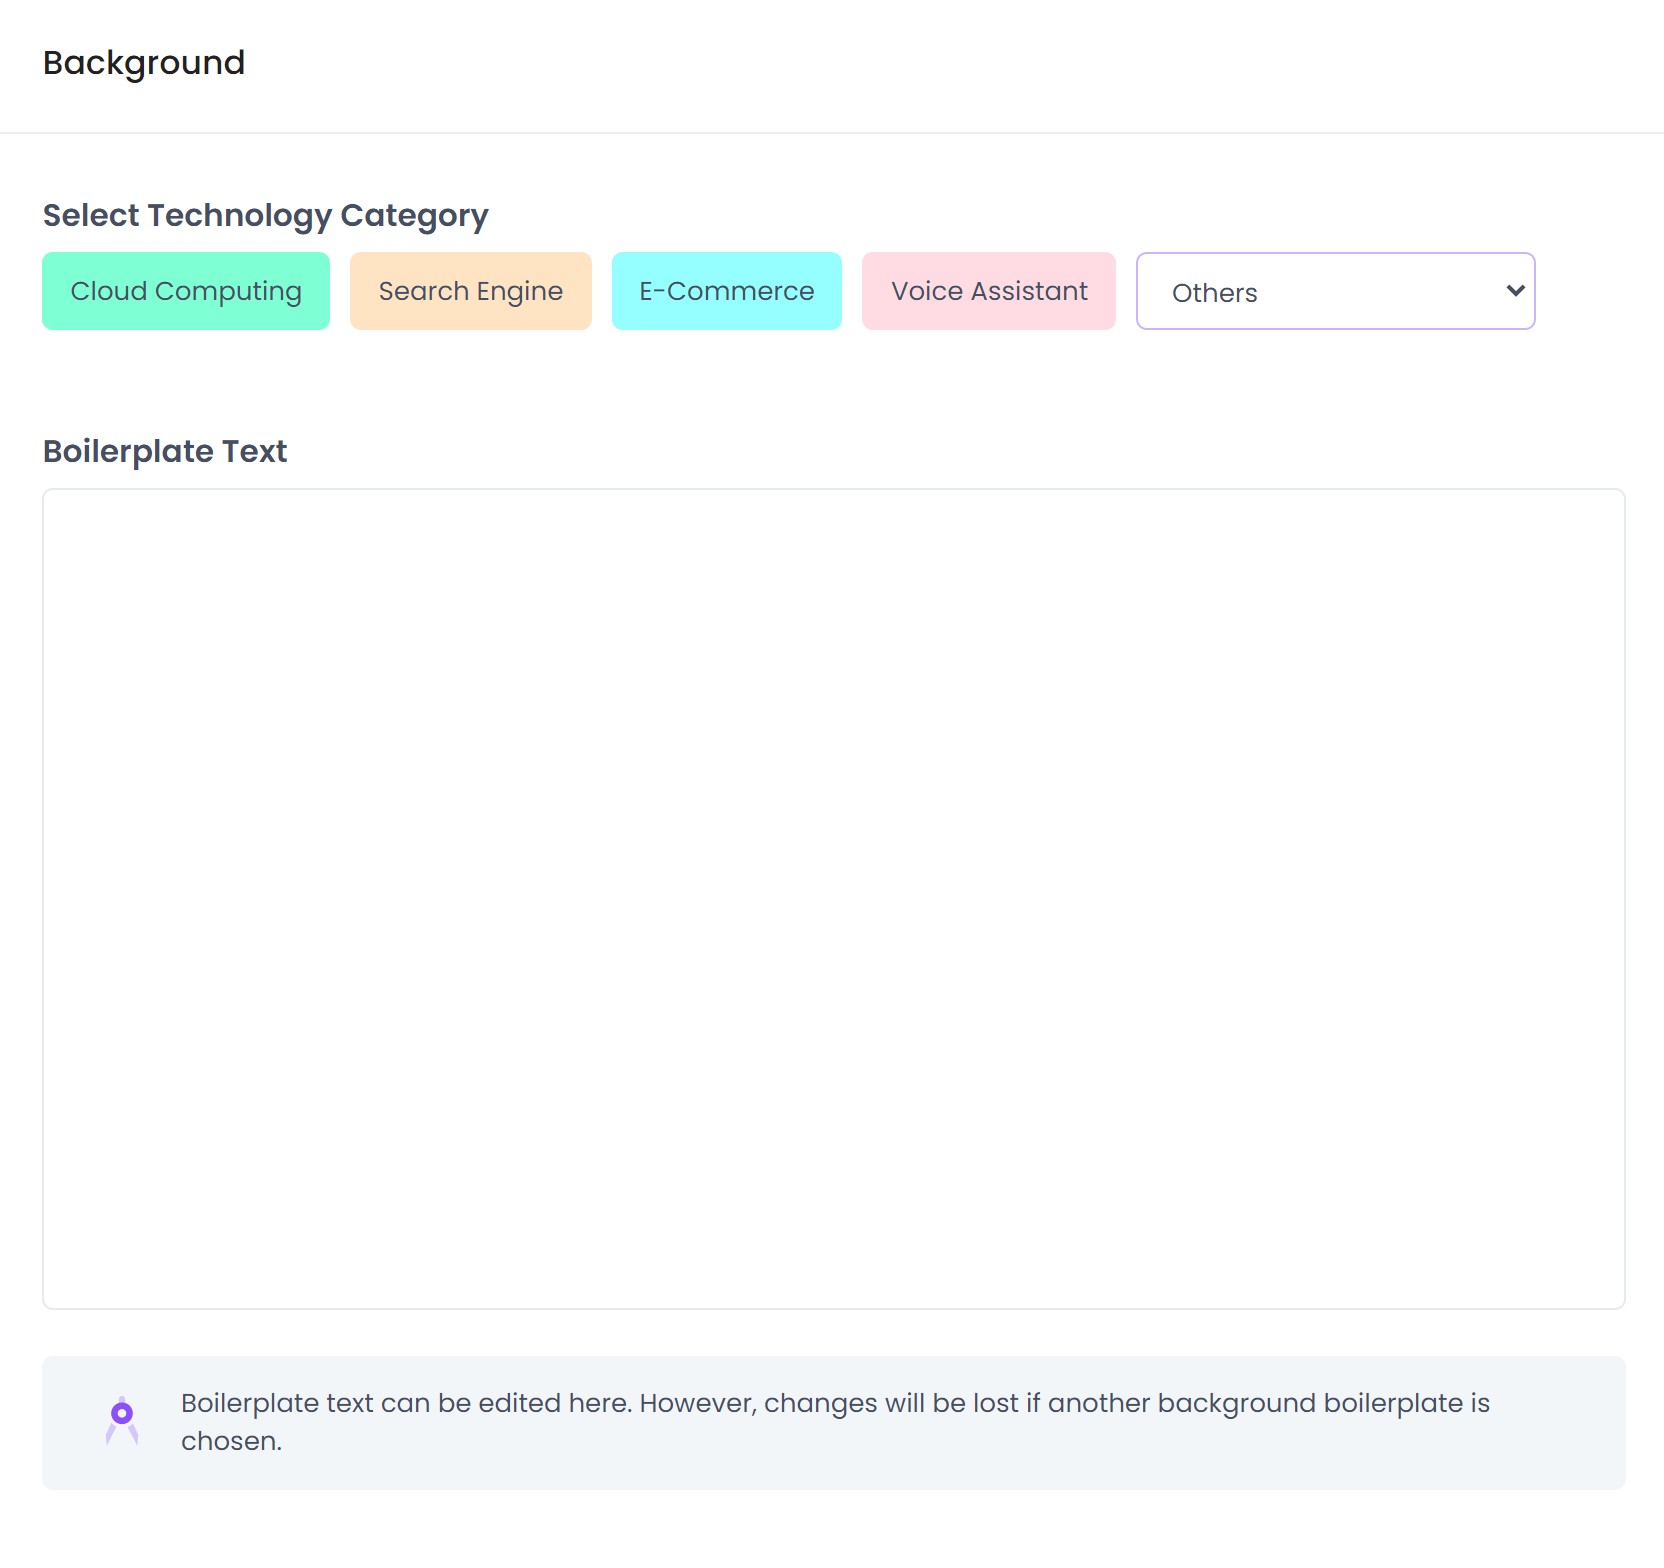 Background
Select Technology Category
Cloud Computing Search Engine E-Commerce Voice Assistant Others
Boilerplate Text
Boilerplate text can be edited here. However, changes will be lost if another background boilerplate is
chosen.